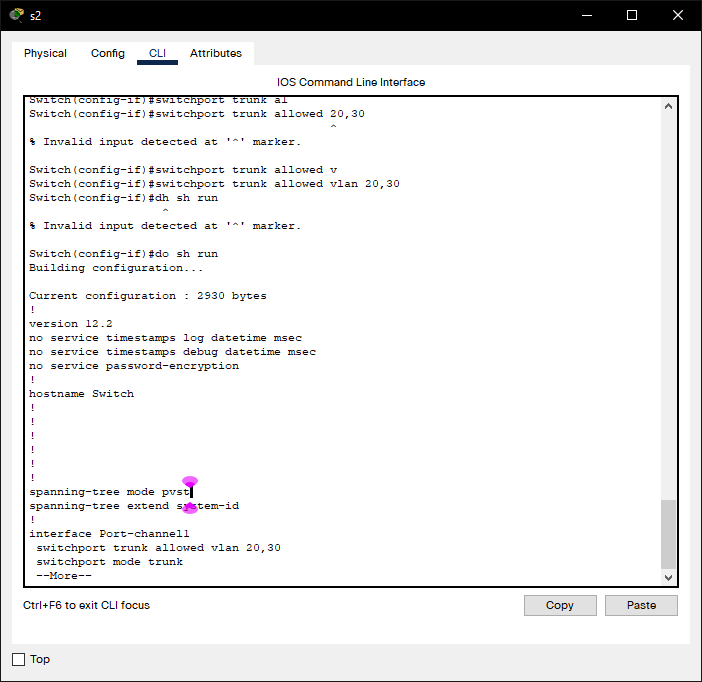 s2
Physical Config CLI Attributes
IOS Command Line Interface
Switch(config-if)#switchport trunk al
Switch(config-if)#switchport trunk allowed 20,30
^
% Invalid input detected at '^' marker.
Switch(config-if)#switchport trunk allowed v
Switch(config-if)#switchport trunk allowed vlan 20,30
Switch(config-if)#dh sh run
^
% Invalid input detected at '^' marker.
Switch(config-if)#do sh run
Building configuration...
Current configuration : 2930 bytes
!
version 12.2
no service timestamps log datetime msec
no service timestamps debug datetime msec
no service password-encryption
!
hostname Switch
!
!
!
!
!
!
spanning-tree mode pvst
spanning-tree extend system-id
!
interface Port-channel1
switchport trunk allowed vlan 20,30
switchport mode trunk
--More--
Ctrl+F6 to exit CLI focus
Copy Paste
Top